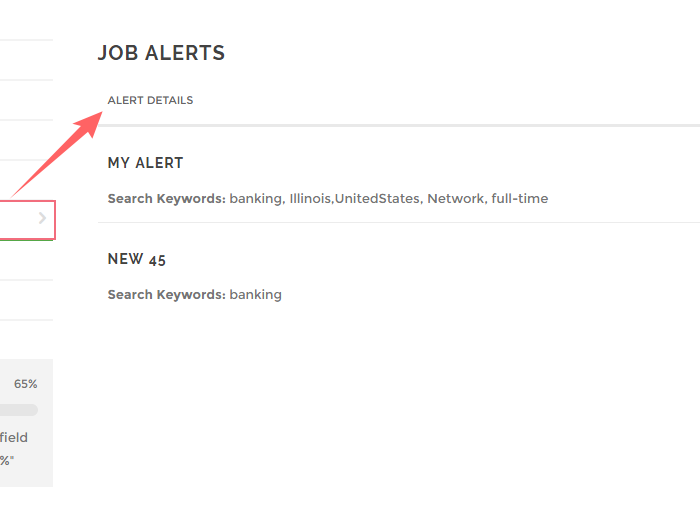 JOB ALERTS
ALERT DETAILS
MY ALERT
Search Keywords: banking, Illinois,UnitedStates, Network, full-time
NEW 45
Search Keywords: banking
65%
field
%"